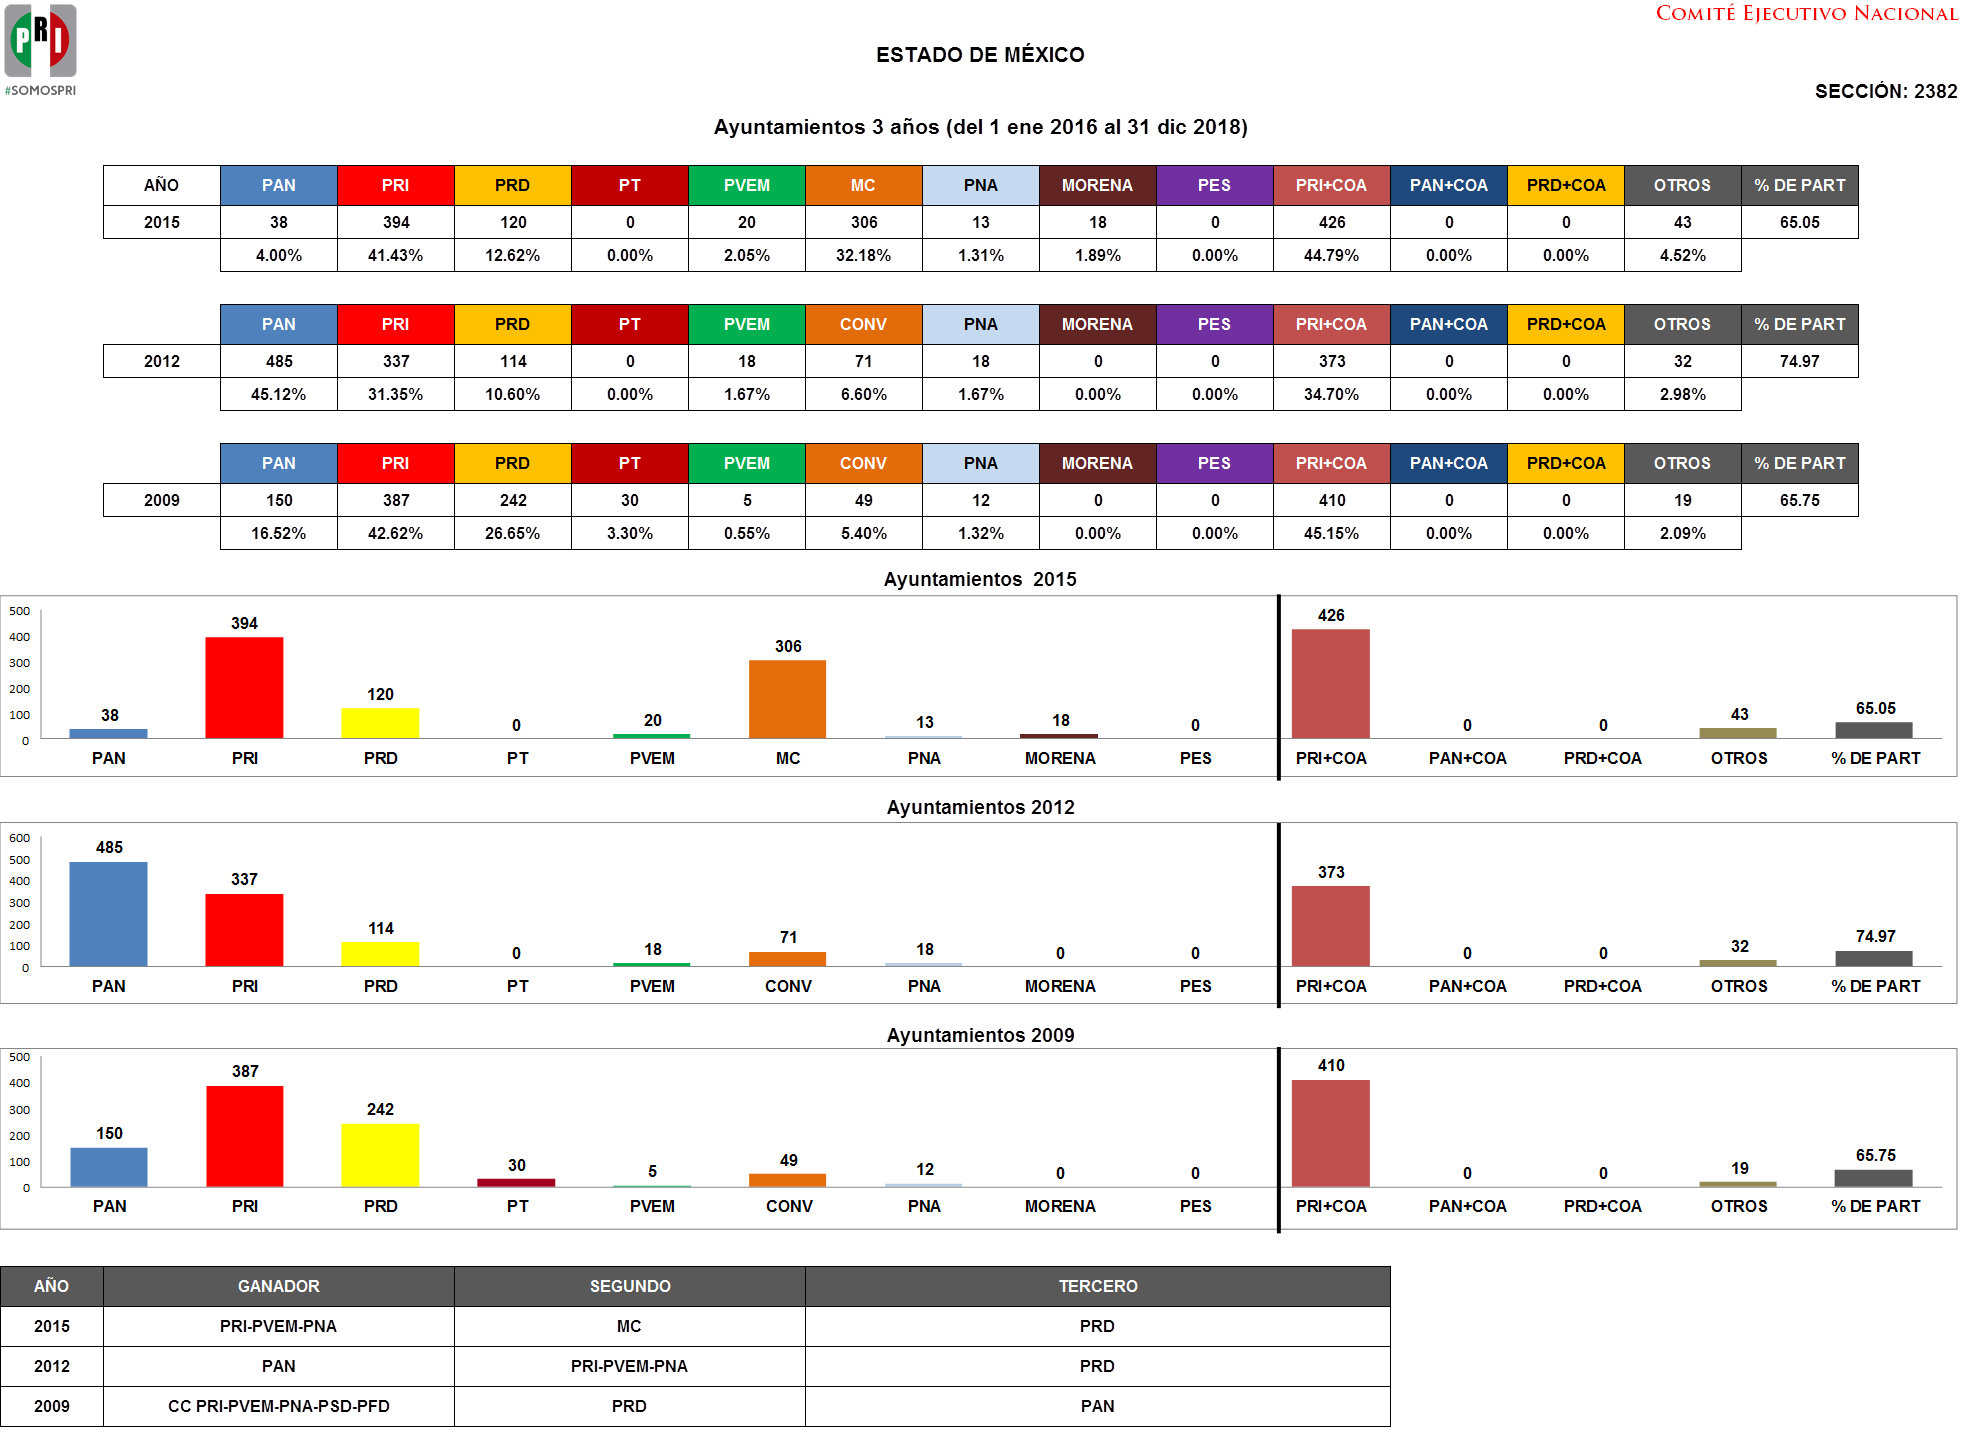 PRI
#SOMOSPRI
COMITÉ EJECUTIVO NACIONAL
ESTADO DE MÉXICO
SECCIÓN: 2382
Ayuntamientos 3 años (del 1 ene 2016 al 31 dic 2018)
AÑO PAN PRI PRD PT PVEM MC PNA MORENA PES PRI+COA PAN+COA PRD+COA OTROS % DE PART
2015 38 394 120 0 20 306 13 18 0 426 0 0 43 65.05
4.00% 41.43% 12.62% 0.00% 2.05% 32.18% 1.31% 1.89% 0.00% 44.79% 0.00% 0.00% 4.52%
PAN PRI PRD PT PVEM CONV PNA MORENA PES PRI+COA PAN+COA PRD+COA OTROS % DE PART
2012 485 337 114 0 18 71 18 0 0 373 0 0 32 74.97
45.12% 31.35% 10.60% 0.00% 1.67% 6.60% 1.67% 0.00% 0.00% 34.70% 0.00% 0.00% 2.98%
PAN PRI PRD PT PVEM CONV PNA MORENA PES PRI+COA PAN+COA PRD+COA OTROS % DE PART
2009 150 387 242 30 5 49 12 0 0 410 0 0 19 65.75
16.52% 42.62% 26.65% 3.30% 0.55% 5.40% 1.32% 0.00% 0.00% 45.15% 0.00% 0.00% 2.09%
Ayuntamientos 2015
500
400
300
200
100
0
38 394 120 0 20 306 13 18 0 426 0 0 43 65.05
PAN PRI PRD PT PVEM MC PNA MORENA PES PRI+COA PAN+COA PRD+COA OTROS % DE PART
Ayuntamientos 2012
600
500
400
300
200
100
0
485 337 114 0 18 71 18 0 0 373 0 0 32 74.97
PAN PRI PRD PT PVEM CONV PNA MORENA PES PRI+COA PAN+COA PRD+COA OTROS % DE PART
Ayuntamientos 2009
500
400
300
200
100
0
150 387 242 30 5 49 12 0 0 410 0 0 19 65.75
PAN PRI PRD PT PVEM CONV PNA MORENA PES PRI+COA PAN+COA PRD+COA OTROS % DE PART
AÑO GANADOR SEGUNDO TERCERO
2015 PRI-PVEM-PNA MC PRD
2012 PAN PRI-PVEM-PNA PRD
2009 CC PRI-PVEM-PNA-PSD-PFD PRD PAN